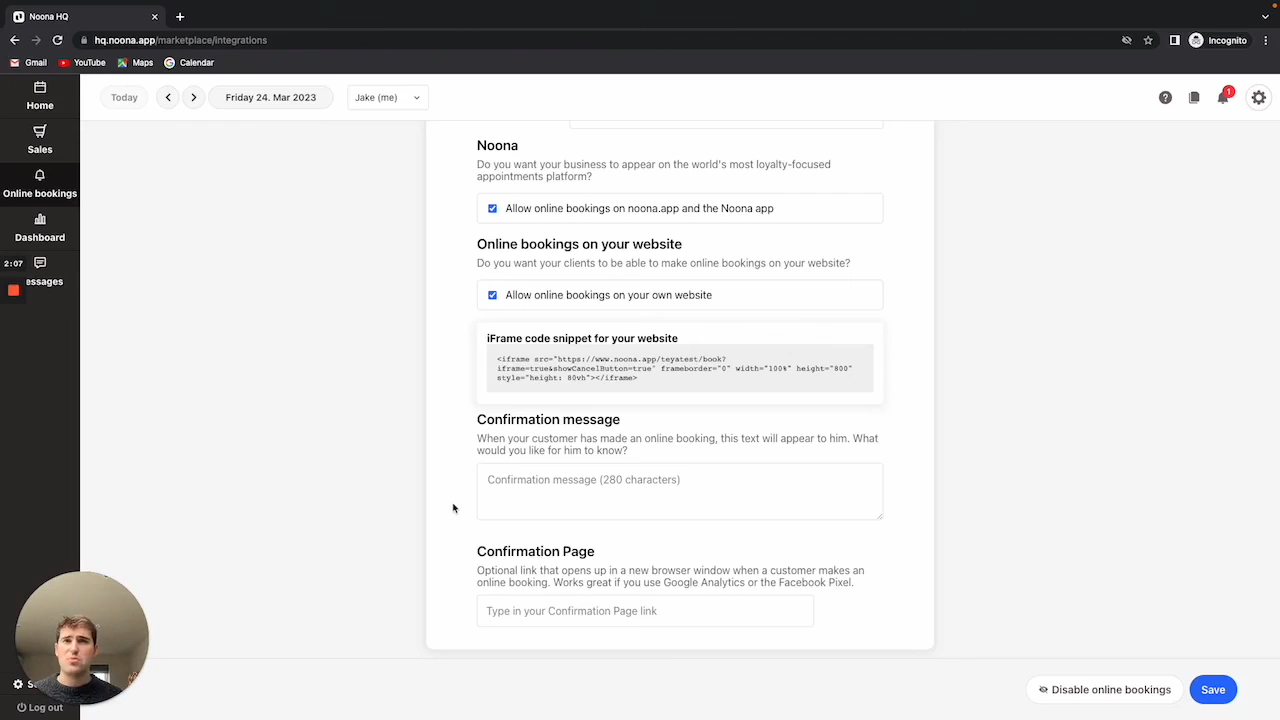 Noona HQ
hq.noona.app/marketplace/integrations
Incognito
Gmail
YouTube
Maps
Calendar
Home
Sales
Online bookings
Dashboard
2:07
ssages
Log out
Today
Friday 24. Mar 2023
Jake (me)
1
Noona
Do you want your business to appear on the world's most loyalty-focused
appointments platform?
Allow online bookings on noona.app and the Noona app
Online bookings on your website
Do you want your clients to be able to make online bookings on your website?
Allow online bookings on your own website
iFrame code snippet for your website
<iframe src="https://www.noona.app/teyatest/book?
iframe=true&showCancelButton=true" frameborder="0" width="100%" height="800"
style="height: 80vh"></iframe>
Confirmation message
When your customer has made an online booking, this text will appear to him. What
would you like for him to know?
Confirmation message (280 characters)
Confirmation Page
Optional link that opens up in a new browser window when a customer makes an
online booking. Works great if you use Google Analytics or the Facebook Pixel.
Type in your Confirmation Page link
Disable online bookings
Save